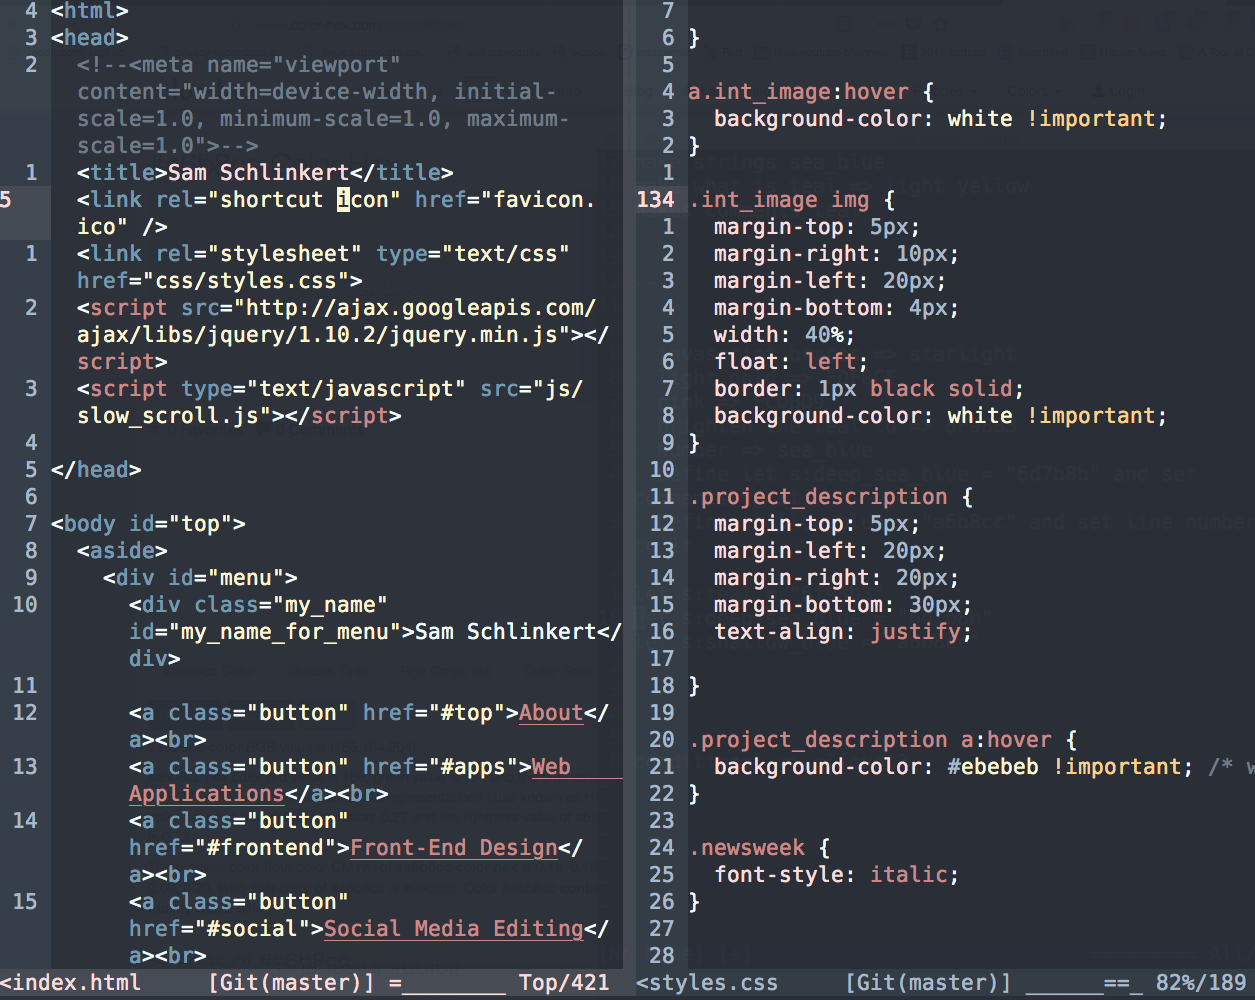 4 <html>
3 <head>
2 <!--<meta name="viewport"
content="width=device-width, initial-
scale=1.0, minimum-scale=1.0, maximum-
scale=1.0">-->
1 <title>Sam Schlinkert</title>
5 <link rel="shortcut icon" href="favicon.
ico" />
1 <link rel="stylesheet" type="text/css"
href="css/styles.css">
2 <script src="http://ajax.googleapis.com/
ajax/libs/jquery/1.10.2/jquery.min.js"></
script>
3 <script type="text/javascript" src="js/
slow_scroll.js"></script>
4
5 </head>
6
7 <body id="top">
8 <aside>
9 <div id="menu">
10 <div class="my_name"
id="my_name_for_menu">Sam Schlinkert</
div>
11
12 <a class="button" href="#top">About</
a><br>
13 <a class="button" href="#apps">Web
Applications</a><br>
14 <a class="button"
href="#frontend">Front-End Design</
a><br>
15 <a class="button"
href="#social">Social Media Editing</
a><br>
<index.html [Git(master)] =________ Top/421
7
6 }
5
4 a.int_image:hover {
3 background-color: white !important;
2 }
1
134 .int_image img {
1 margin-top: 5px;
2 margin-right: 10px;
3 margin-left: 20px;
4 margin-bottom: 4px;
5 width: 40%;
6 float: left;
7 border: 1px black solid;
8 background-color: white !important;
9 }
10
11 .project_description {
12 margin-top: 5px;
13 margin-left: 20px;
14 margin-right: 20px;
15 margin-bottom: 30px;
16 text-align: justify;
17
18 }
19
20 .project_description a:hover {
21 background-color: #ebebeb !important; /* w
22 }
23
24 .newsweek {
25 font-style: italic;
26 }
27
28
<styles.css [Git(master)] ______==_ 82%/189